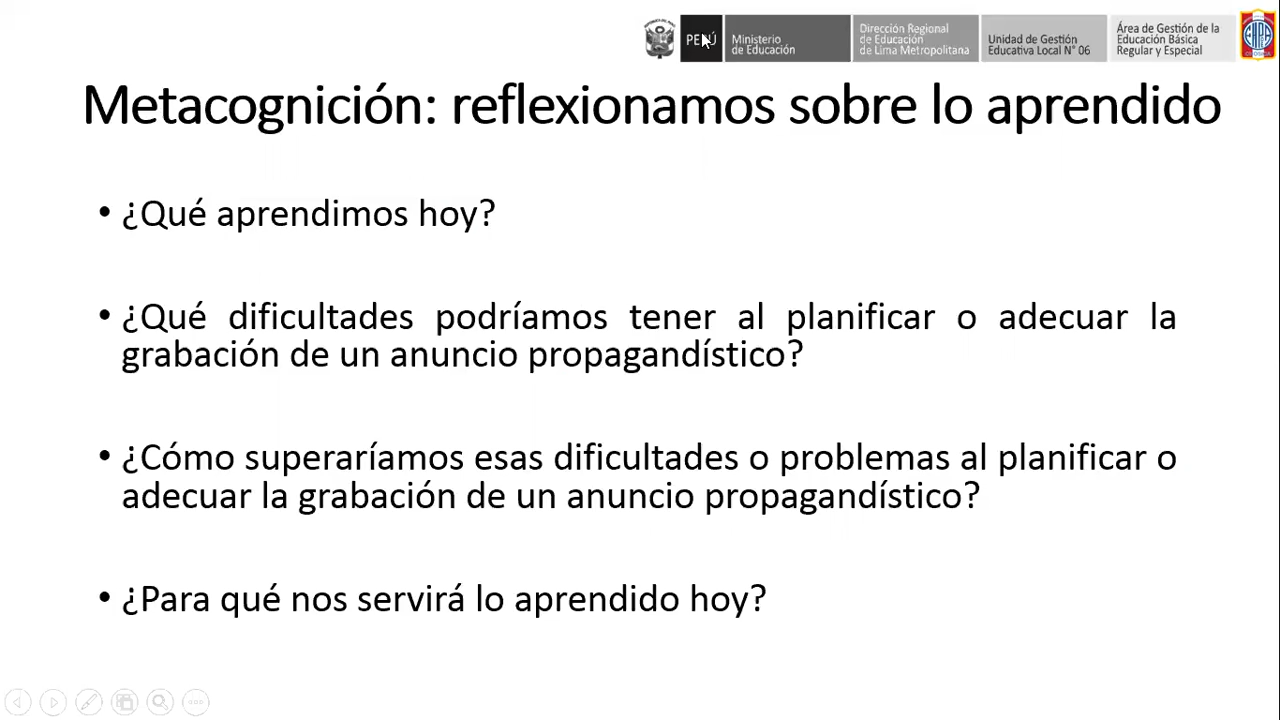 PERÚ
Ministerio
de Educación
Dirección Regional
de Educación
de Lima Metropolitana
Unidad de Gestión
Educativa Local N° 06
Área de Gestión de la
Educación Básica
Regular y Especial
Metacognición: reflexionamos sobre lo aprendido
• ¿Qué aprendimos hoy?
• ¿Qué dificultades podríamos tener al planificar o adecuar la
grabación de un anuncio propagandístico?
• ¿Cómo superaríamos esas dificultades o problemas al planificar o
adecuar la grabación de un anuncio propagandístico?
• ¿Para qué nos servirá lo aprendido hoy?